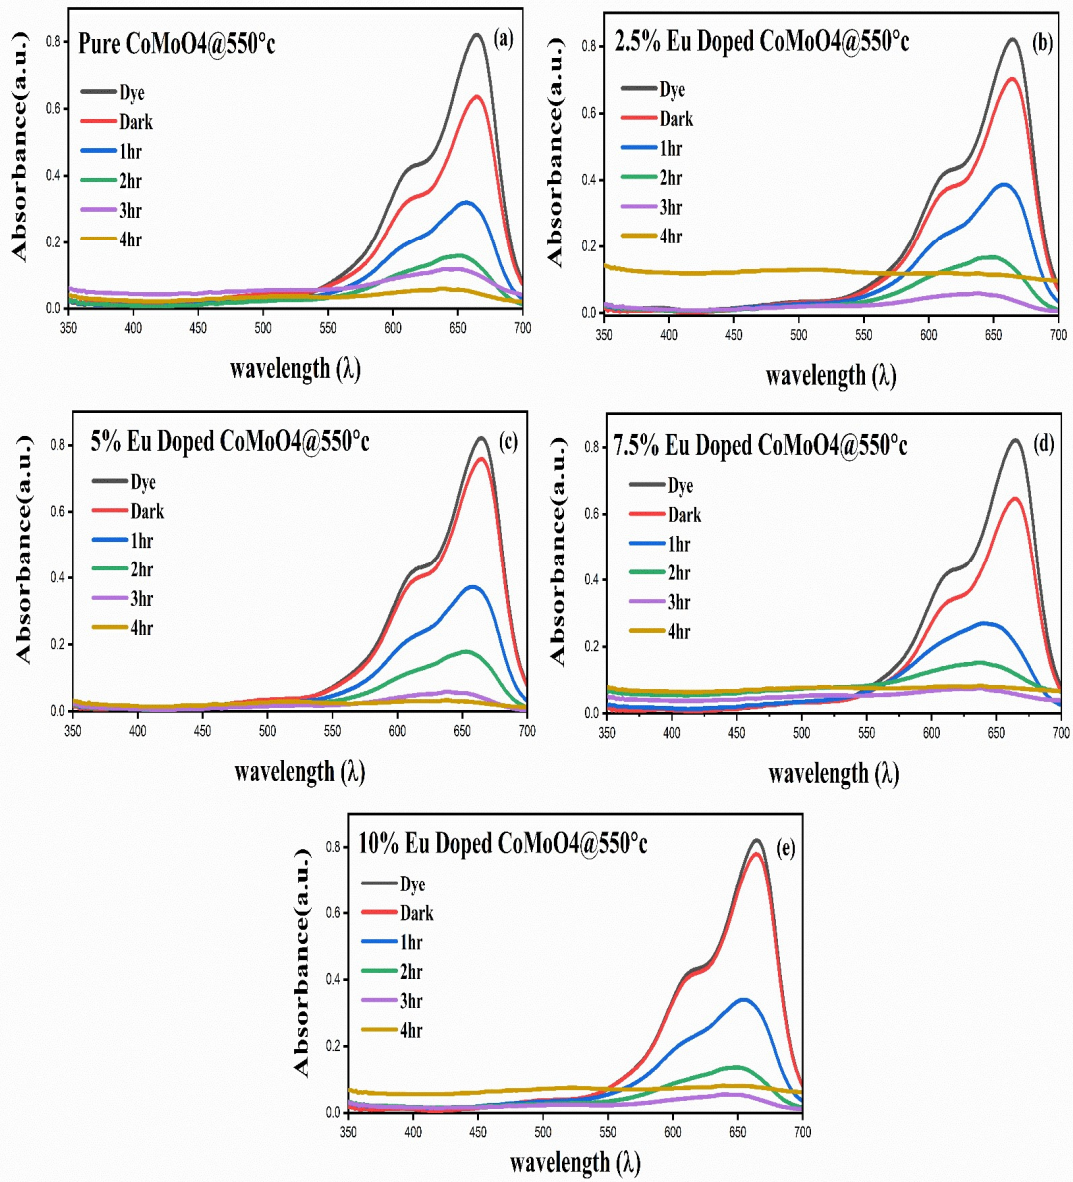 Pure CoMoO4@550°c
(a)
Absorbance(a.u.)
0.8
0.6
0.4
0.2
0.0
Dye
Dark
1hr
2hr
3hr
4hr
350 400 450 500 550 600 650 700
wavelength (λ)
2.5% Eu Doped CoMoO4@550°c
(b)
Absorbance(a.u.)
0.8
0.6
0.4
0.2
0.0
Dye
Dark
1hr
2hr
3hr
4hr
350 400 450 500 550 600 650 700
wavelength (λ)
5% Eu Doped CoMoO4@550°c
(c)
Absorbance(a.u.)
0.8
0.6
0.4
0.2
0.0
Dye
Dark
1hr
2hr
3hr
4hr
350 400 450 500 550 600 650 700
wavelength (λ)
7.5% Eu Doped CoMoO4@550°c
(d)
Absorbance(a.u.)
0.8
0.6
0.4
0.2
0.0
Dye
Dark
1hr
2hr
3hr
4hr
350 400 450 500 550 600 650 700
wavelength (λ)
10% Eu Doped CoMoO4@550°c
(e)
Absorbance(a.u.)
0.8
0.6
0.4
0.2
0.0
Dye
Dark
1hr
2hr
3hr
4hr
350 400 450 500 550 600 650 700
wavelength (λ)